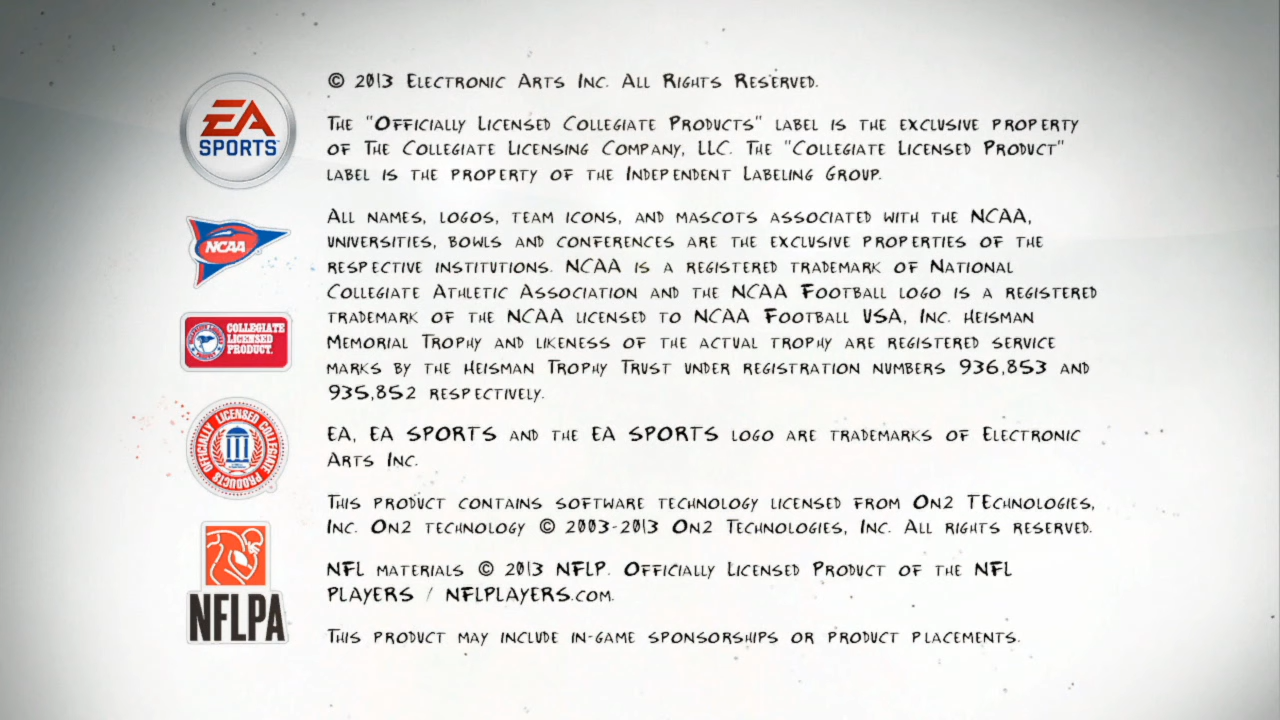 © 2013 Electronic Arts Inc. All Rights Reserved.
The "Officially Licensed Collegiate Products" label is the exclusive property
of The Collegiate Licensing Company, LLC. The "Collegiate Licensed Product"
label is the property of the Independent Labeling Group.
All names, logos, team icons, and mascots associated with the NCAA,
universities, bowls and conferences are the exclusive properties of the
respective institutions. NCAA is a registered trademark of National
Collegiate Athletic Association and the NCAA Football logo is a registered
trademark of the NCAA licensed to NCAA Football USA, Inc. Heisman
Memorial Trophy and likeness of the actual trophy are registered service
marks by the Heisman Trophy Trust under registration numbers 936,853 and
935,852 respectively.
EA, EA SPORTS and the EA SPORTS logo are trademarks of Electronic
Arts Inc.
This product contains software technology licensed from On2 TEchnologies,
Inc. On2 technology © 2003-2013 On2 Technologies, Inc. All rights reserved.
NFL materials © 2013 NFLP. Officially Licensed Product of the NFL
PLAYERS / NFLPLAYERS.com.
This product may include in-game sponsorships or product placements.
EA
SPORTS
NCAA
COLLEGIATE
LICENSED
PRODUCT.
OFFICIALLY LICENSED COLLEGIATE PRODUCTS
NFLPA